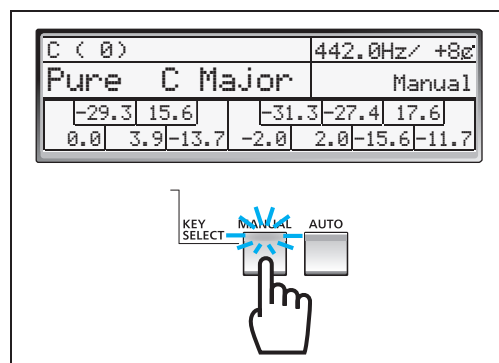 C ( 0)
442.0Hz/ +8¢
Pure C Major
Manual
-29.3 15.6 -31.3 -27.4 17.6
0.0 3.9 -13.7 -2.0 2.0 -15.6 -11.7
KEY SELECT
MANUAL
AUTO